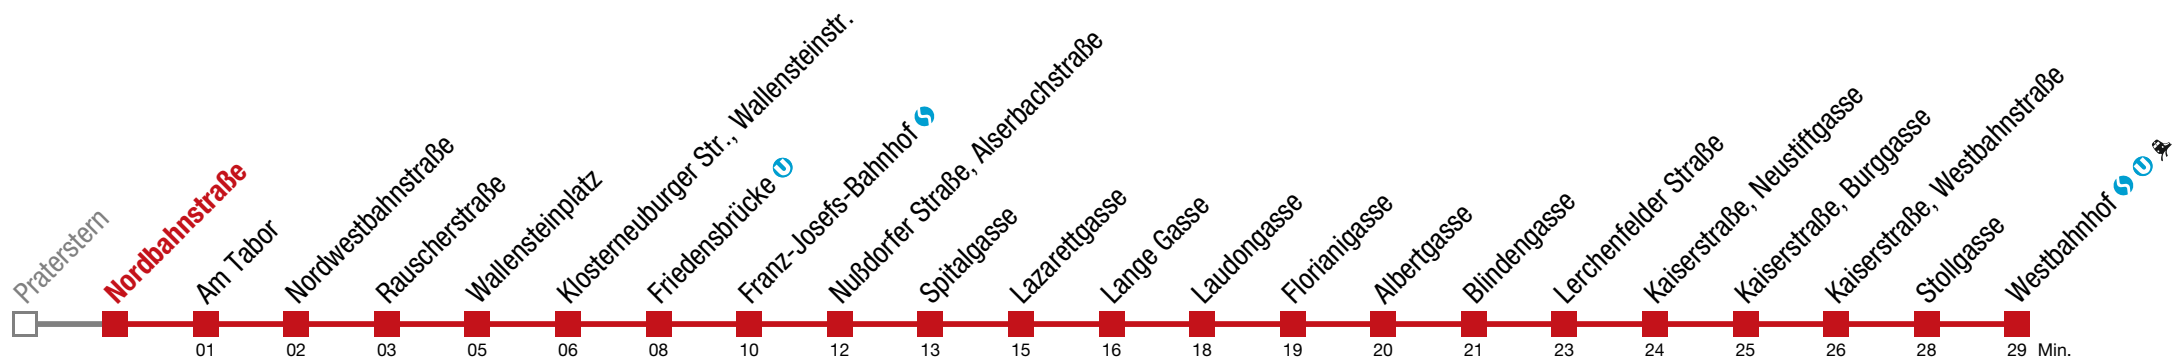 Praterstern
Nordbahnstraße
Am Tabor
Nordwestbahnstraße
Rauscherstraße
Wallensteinplatz
Klosterneuburger Str., Wallensteinstr.
Friedensbrücke U
Franz-Josefs-Bahnhof S
Nußdorfer Straße, Alserbachstraße
Spitalgasse
Lazarettgasse
Lange Gasse
Laudongasse
Florianigasse
Albertgasse
Blindengasse
Lerchenfelder Straße
Kaiserstraße, Neustiftgasse
Kaiserstraße, Burggasse
Kaiserstraße, Westbahnstraße
Stollgasse
Westbahnhof S U
01 02 03 05 06 08 10 12 13 15 16 18 19 20 21 23 24 25 26 28 29 Min.